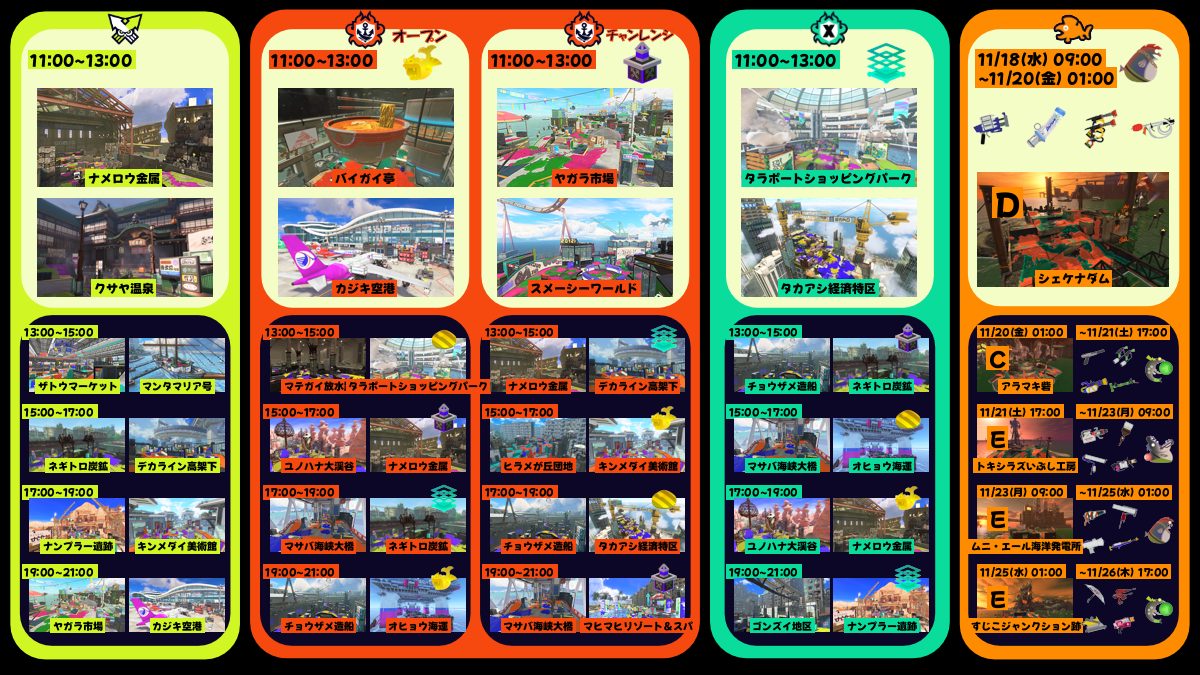 11:00~13:00
ナメロウ金属
クサヤ温泉
13:00~15:00
ザトウマーケット
マンタマリア号
15:00~17:00
ネギトロ炭鉱
デカライン高架下
17:00~19:00
ナンプラー遺跡
キンメダイ美術館
19:00~21:00
ヤガラ市場
カジキ空港
オープン
11:00~13:00
バイガイ亭
カジキ空港
チャンレンジ
11:00~13:00
ヤガラ市場
スメーシーワールド
13:00~15:00
マテガイ放水
タラポートショッピングパーク
15:00~17:00
ユノハナ大渓谷
ナメロウ金属
17:00~19:00
マサバ海峡大橋
ネギトロ炭鉱
19:00~21:00
チョウザメ造船
オヒョウ海運
13:00~15:00
ナメロウ金属
デカライン高架下
15:00~17:00
ヒラメが丘団地
キンメダイ美術館
17:00~19:00
チョウザメ造船
タカアシ経済特区
19:00~21:00
マサバ海峡大橋
マヒマヒリゾート&スパ
X
11:00~13:00
タラポートショッピングパーク
タカアシ経済特区
13:00~15:00
チョウザメ造船
ネギトロ炭鉱
15:00~17:00
マサバ海峡大橋
オヒョウ海運
17:00~19:00
ユノハナ大渓谷
ナメロウ金属
19:00~21:00
ゴンズイ地区
ナンプラー遺跡
11/18(水) 09:00
~11/20(金) 01:00
D
シェケナダム
11/20(金) 01:00
~11/21(土) 17:00
C
アラマキ砦
11/21(土) 17:00
~11/23(月) 09:00
E
トキシラズいぶし工房
11/23(月) 09:00
~11/25(水) 01:00
E
ムニ・エール海洋発電所
11/25(水) 01:00
~11/26(木) 17:00
E
すじこジャンクション跡